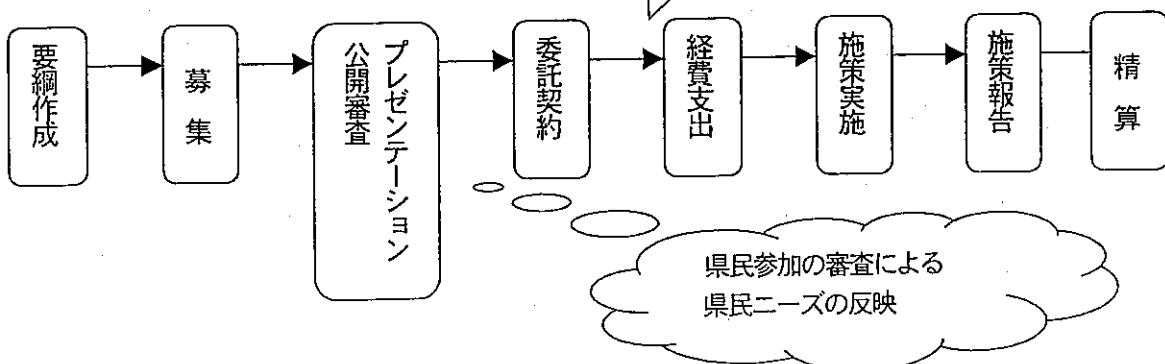 要綱作成
募集
プレゼンテーション
公開審査
委託契約
経費支出
施策実施
施策報告
精算
県民参加の審査による
県民ニーズの反映